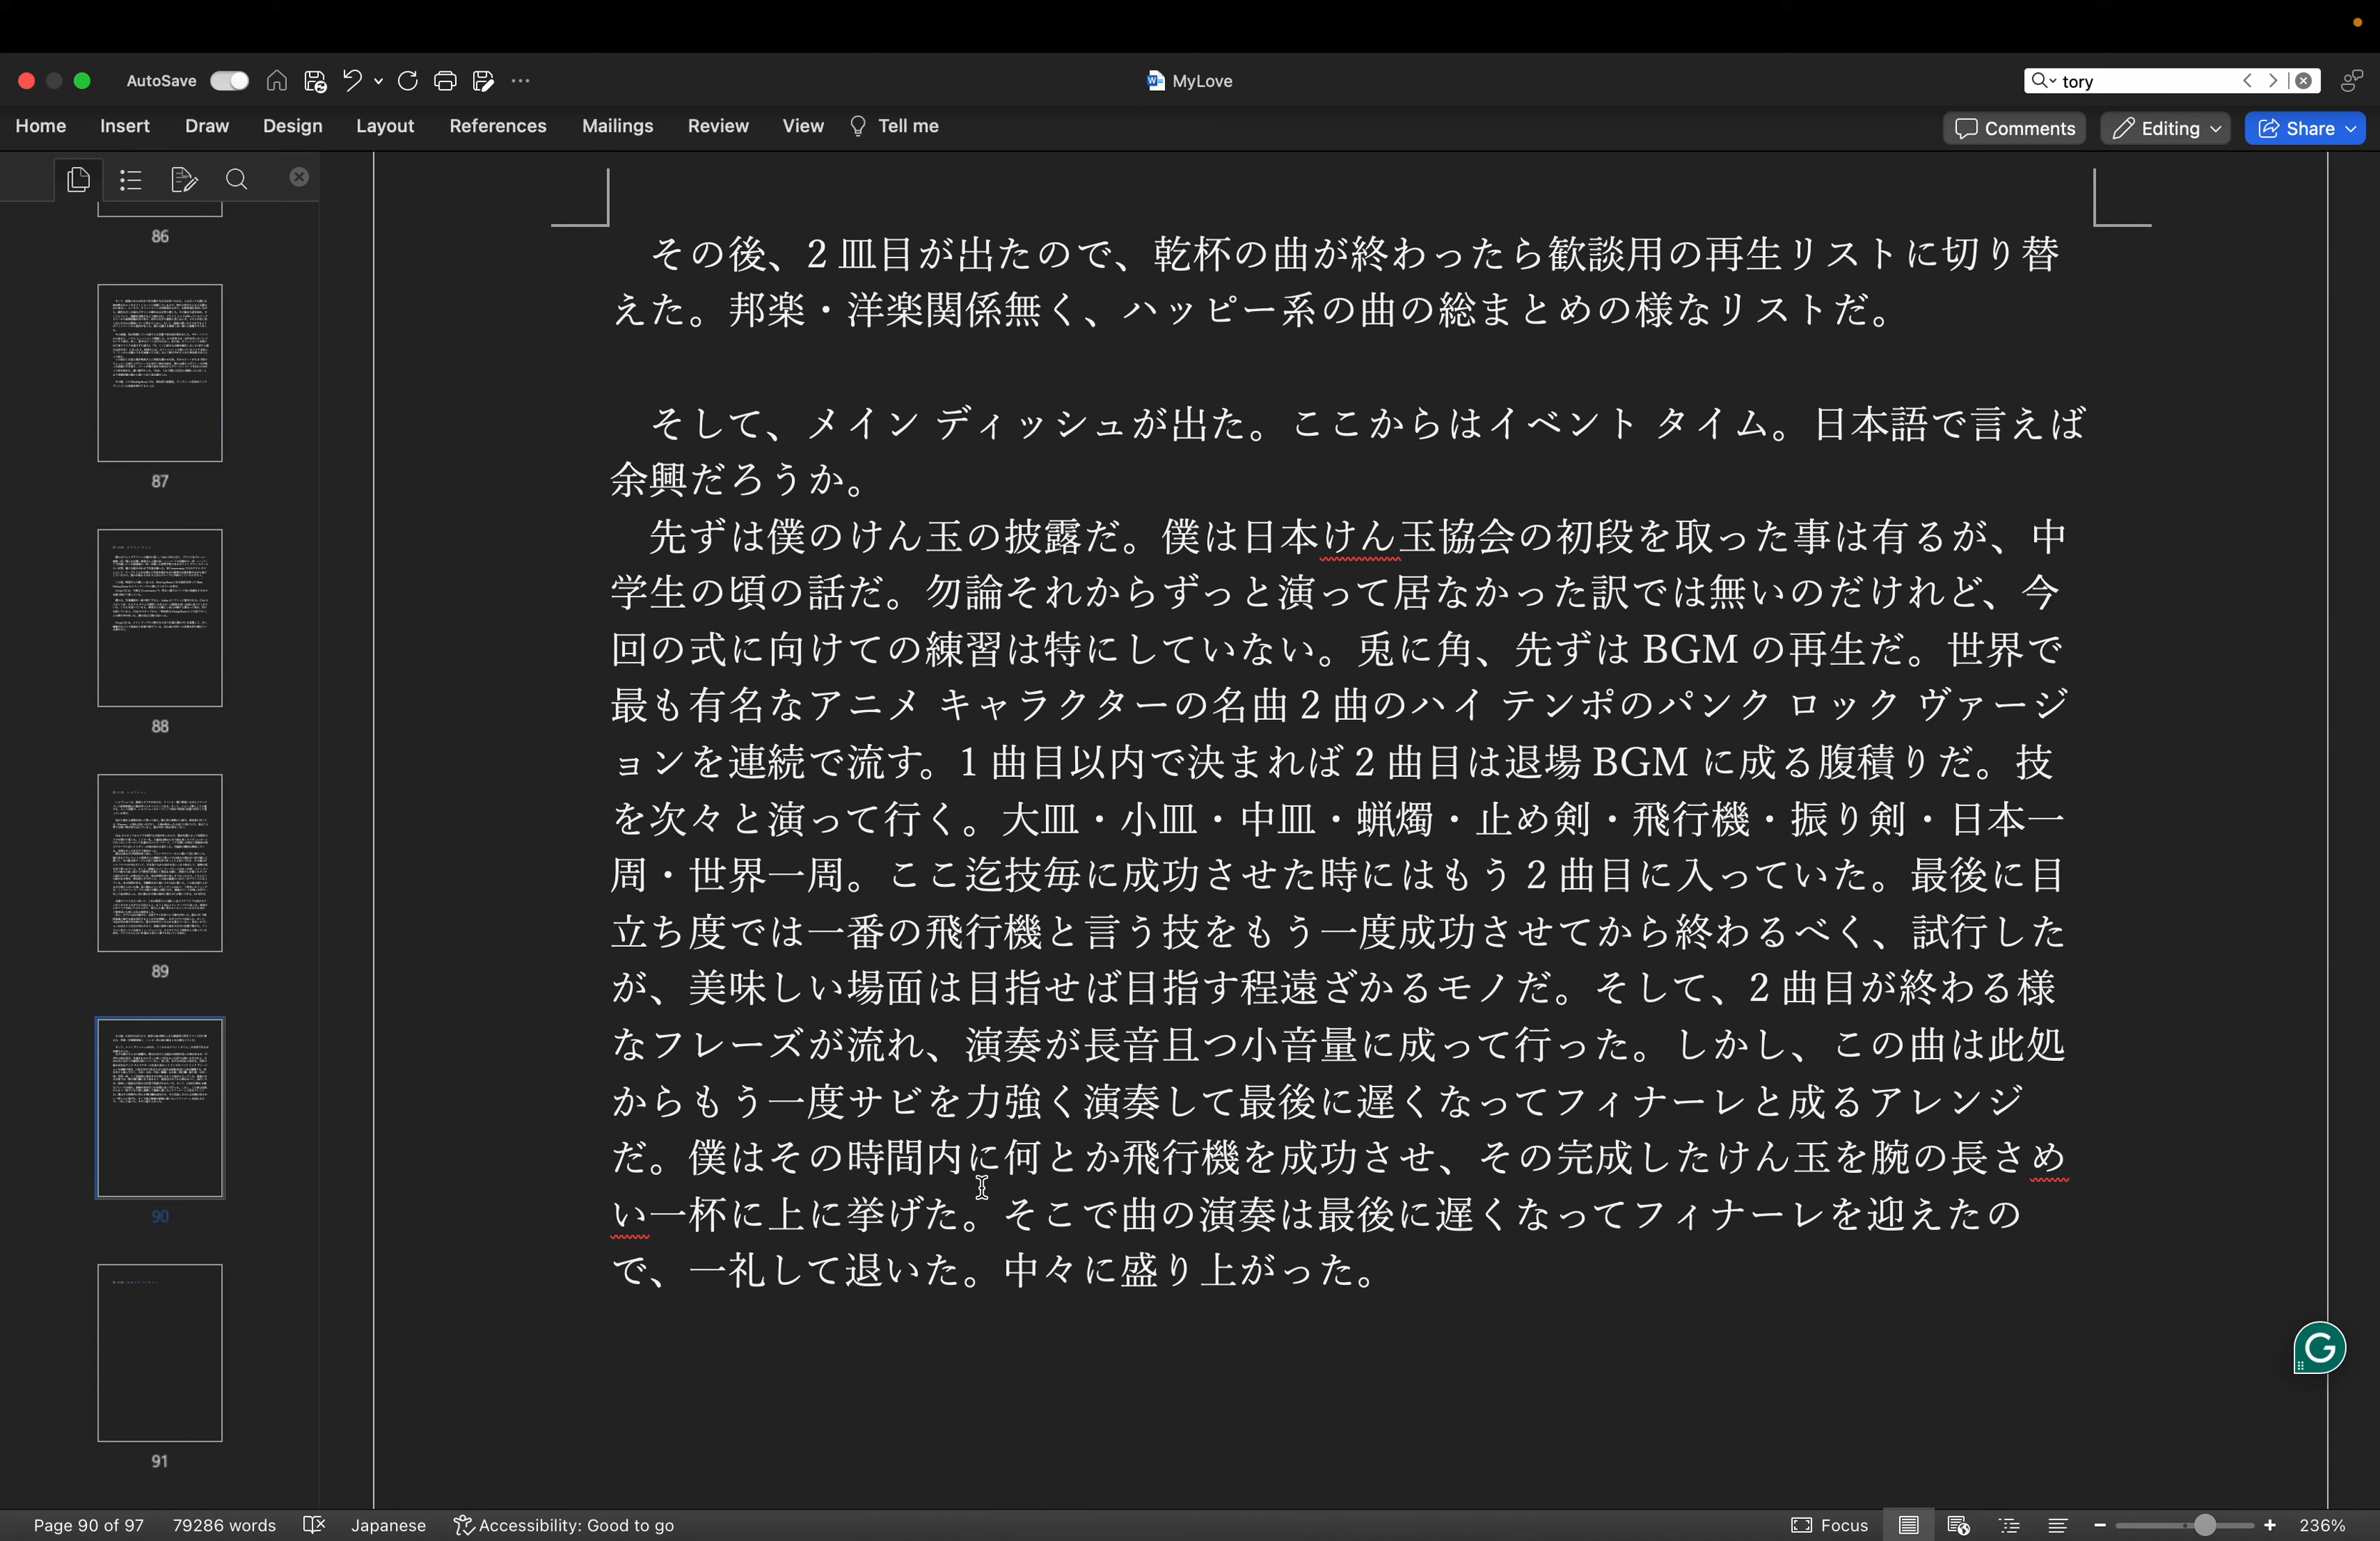 AutoSave
MyLove
tory
Home Insert Draw Design Layout References Mailings Review View Tell me
Comments Editing Share
86
87
88
89
90
91
その後、2 皿目が出たので、乾杯の曲が終わったら歓談用の再生リストに切り替
えた。邦楽・洋楽関係無く、ハッピー系の曲の総まとめの様なリストだ。
そして、メイン ディッシュが出た。ここからはイベント タイム。日本語で言えば
余興だろうか。
先ずは僕のけん玉の披露だ。僕は日本けん玉協会の初段を取った事は有るが、中
学生の頃の話だ。勿論それからずっと演って居なかった訳では無いのだけれど、今
回の式に向けての練習は特にしていない。兎に角、先ずは BGM の再生だ。世界で
最も有名なアニメ キャラクターの名曲 2 曲のハイ テンポのパンク ロック ヴァージ
ョンを連続で流す。1 曲目以内で決まれば 2 曲目は退場 BGM に成る腹積りだ。技
を次々と演って行く。大皿・小皿・中皿・蝋燭・止め剣・飛行機・振り剣・日本一
周・世界一周。ここ迄技毎に成功させた時にはもう 2 曲目に入っていた。最後に目
立ち度では一番の飛行機と言う技をもう一度成功させてから終わるべく、試行した
が、美味しい場面は目指せば目指す程遠ざかるモノだ。そして、2 曲目が終わる様
なフレーズが流れ、演奏が長音且つ小音量に成って行った。しかし、この曲は此処
からもう一度サビを力強く演奏して最後に遅くなってフィナーレと成るアレンジ
だ。僕はその時間内に何とか飛行機を成功させ、その完成したけん玉を腕の長さめ
い一杯に上に挙げた。そこで曲の演奏は最後に遅くなってフィナーレを迎えたの
で、一礼して退いた。中々に盛り上がった。
Page 90 of 97 79286 words Japanese Accessibility: Good to go
Focus 236%